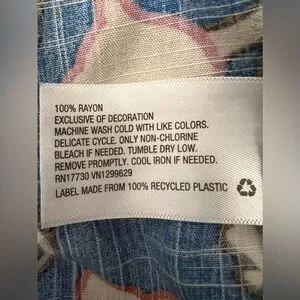 100% RAYON
EXCLUSIVE OF DECORATION
MACHINE WASH COLD WITH LIKE COLORS.
DELICATE CYCLE. ONLY NON-CHLORINE
BLEACH IF NEEDED. TUMBLE DRY LOW.
REMOVE PROMPTLY. COOL IRON IF NEEDED.
RN17730 VN1299629
LABEL MADE FROM 100% RECYCLED PLASTIC